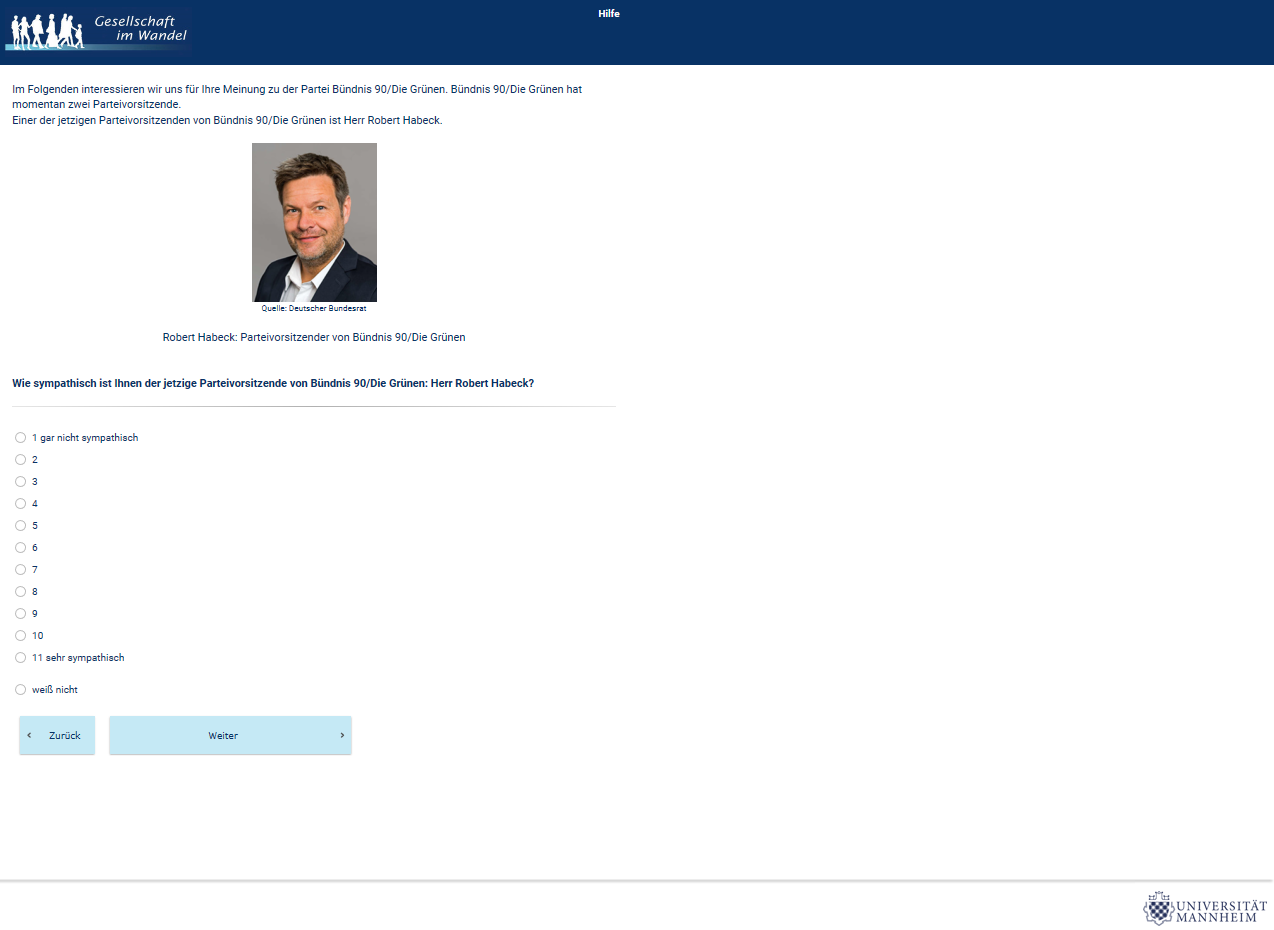 Gesellschaft
im Wandel
Hilfe
Im Folgenden interessieren wir uns für Ihre Meinung zu der Partei Bündnis 90/Die Grünen. Bündnis 90/Die Grünen hat
momentan zwei Parteivorsitzende.
Einer der jetzigen Parteivorsitzenden von Bündnis 90/Die Grünen ist Herr Robert Habeck.
Quelle: Deutscher Bundesrat
Robert Habeck: Parteivorsitzender von Bündnis 90/Die Grünen
Wie sympathisch ist Ihnen der jetzige Parteivorsitzende von Bündnis 90/Die Grünen: Herr Robert Habeck?
1 gar nicht sympathisch
2
3
4
5
6
7
8
9
10
11 sehr sympathisch
weiß nicht
‹ Zurück
Weiter ›
UNIVERSITÄT
MANNHEIM